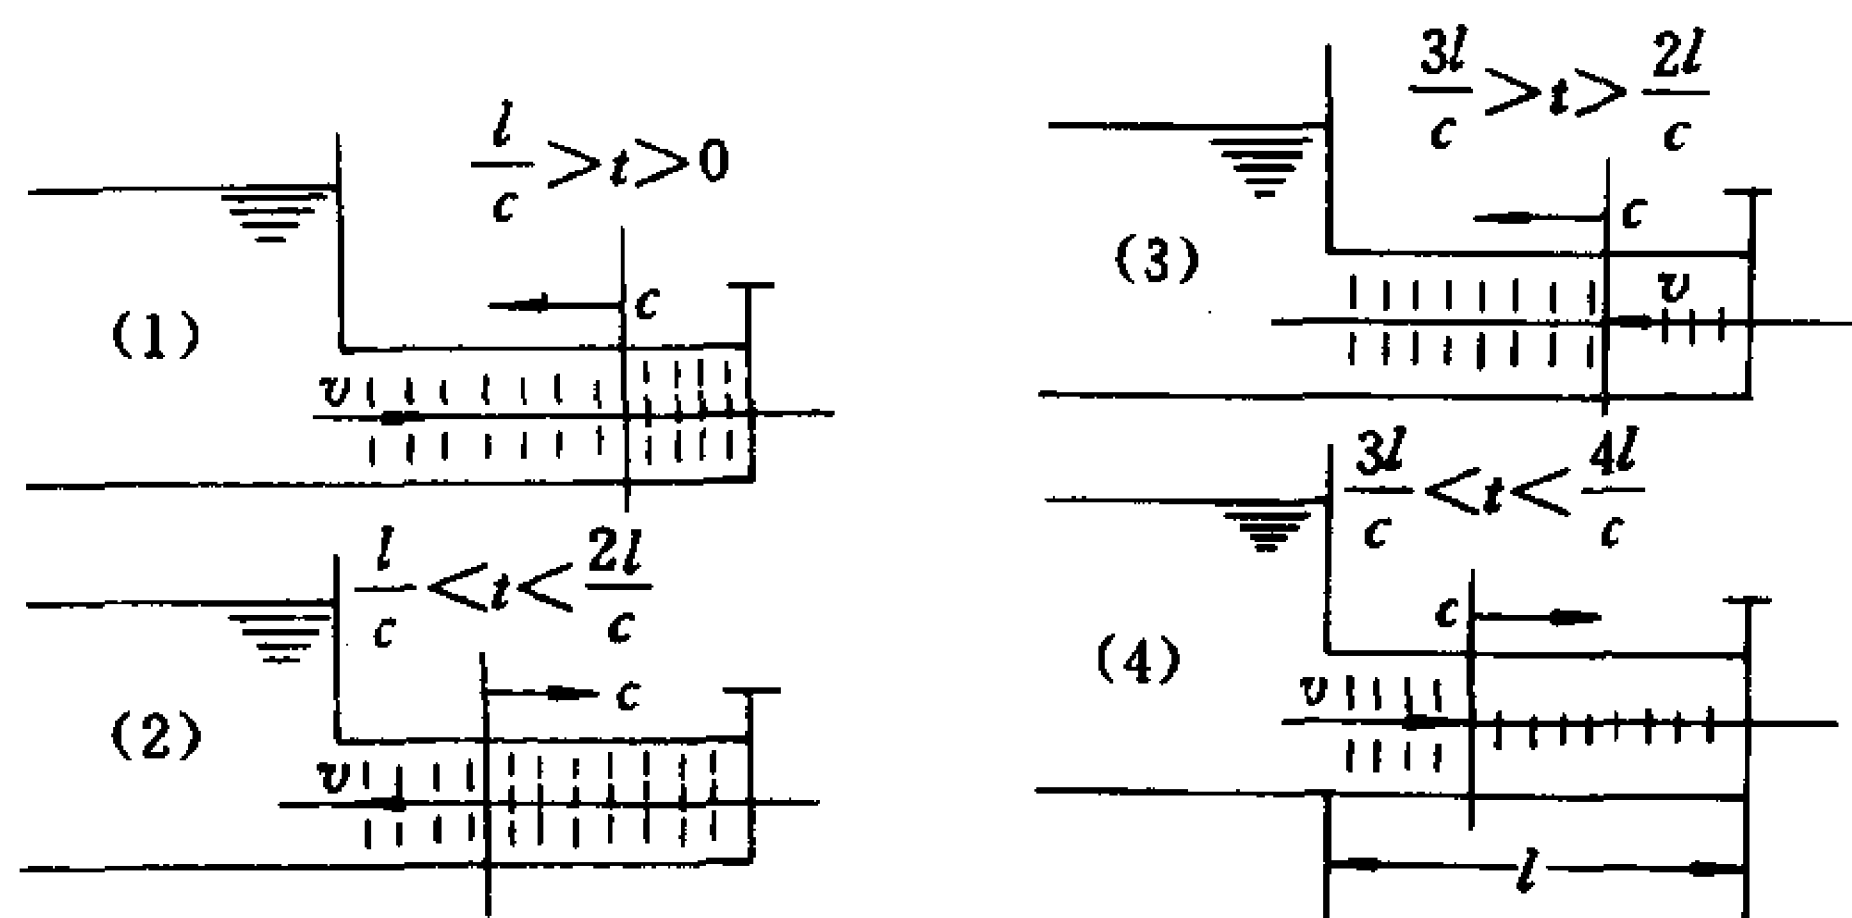 l/c > t > 0
c
(1)
v
l/c < t < 2l/c
c
(2)
v
3l/c > t > 2l/c
c
(3)
v
3l/c < t < 4l/c
c
(4)
v
l